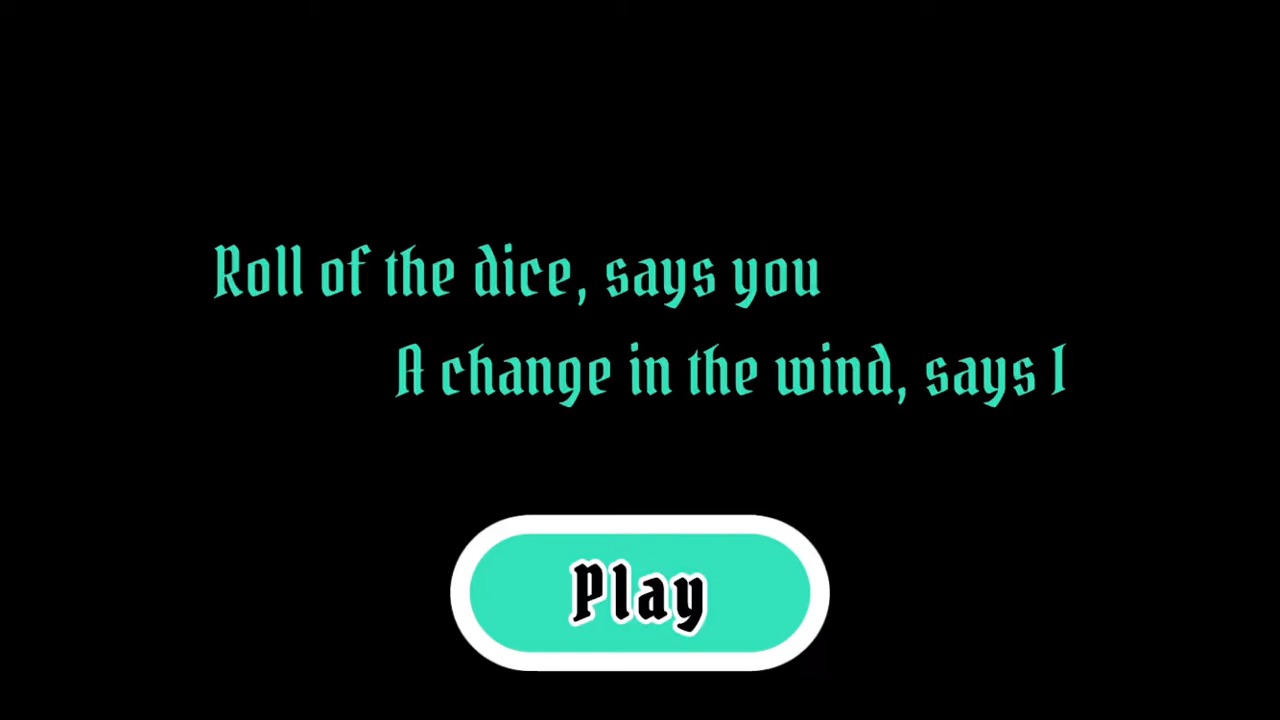 Roll of the dice, says you
A change in the wind, says I
Play